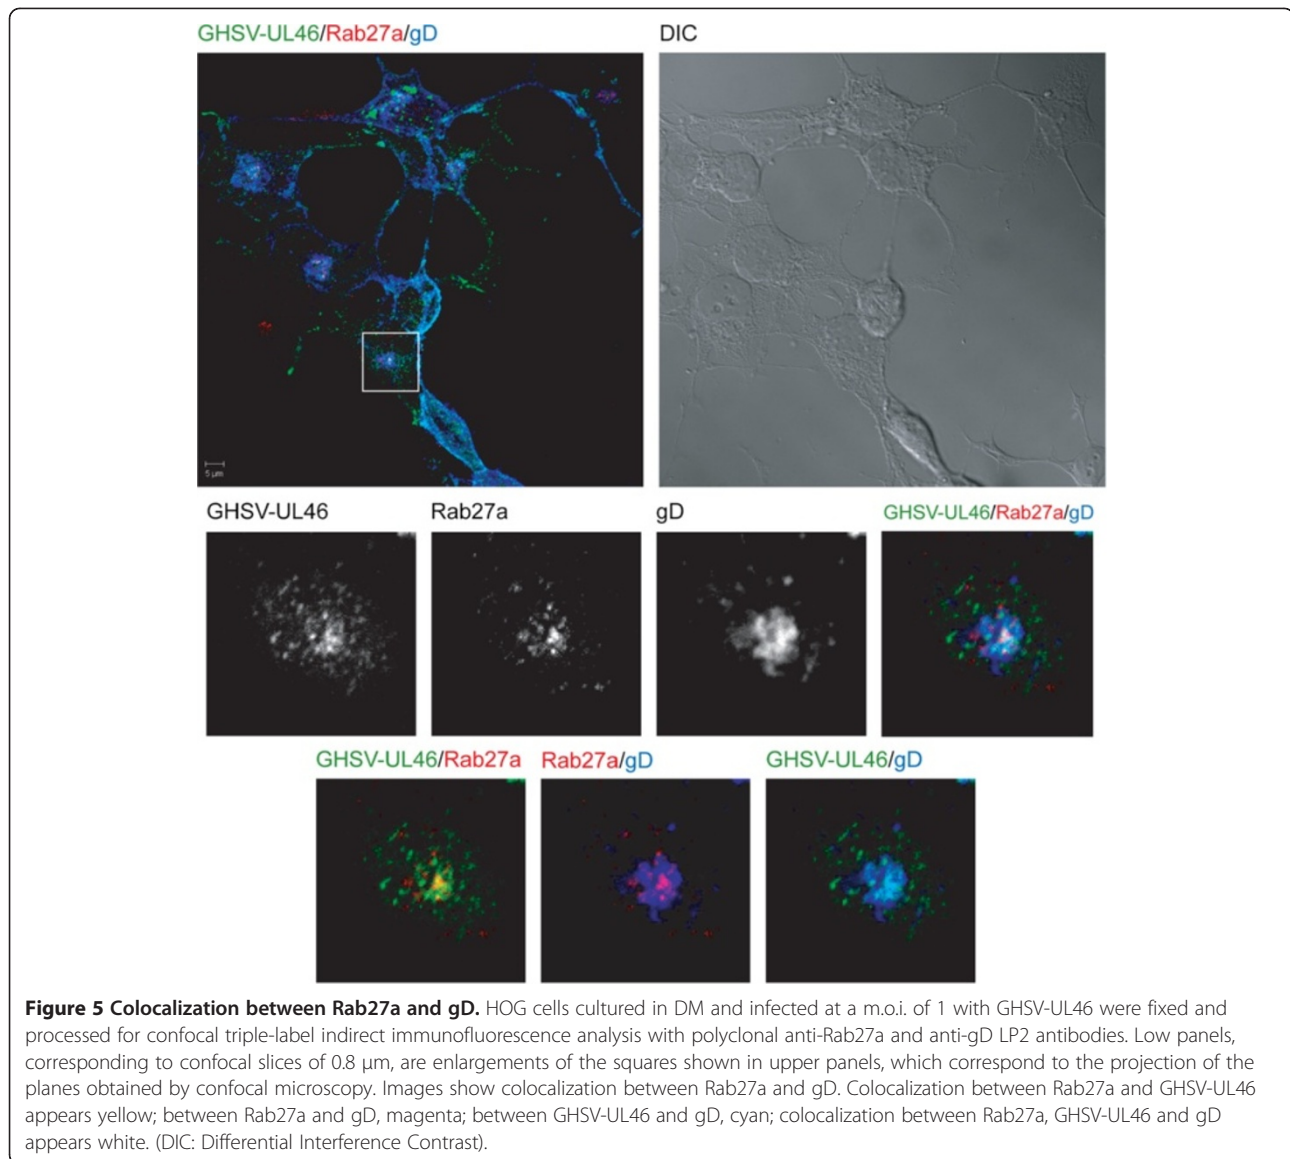 GHSV-UL46/Rab27a/gD
DIC
5 µm
GHSV-UL46
Rab27a
gD
GHSV-UL46/Rab27a/gD
GHSV-UL46/Rab27a
Rab27a/gD
GHSV-UL46/gD
Figure 5 Colocalization between Rab27a and gD. HOG cells cultured in DM and infected at a m.o.i. of 1 with GHSV-UL46 were fixed and
processed for confocal triple-label indirect immunofluorescence analysis with polyclonal anti-Rab27a and anti-gD LP2 antibodies. Low panels,
corresponding to confocal slices of 0.8 µm, are enlargements of the squares shown in upper panels, which correspond to the projection of the
planes obtained by confocal microscopy. Images show colocalization between Rab27a and gD. Colocalization between Rab27a and GHSV-UL46
appears yellow; between Rab27a and gD, magenta; between GHSV-UL46 and gD, cyan; colocalization between Rab27a, GHSV-UL46 and gD
appears white. (DIC: Differential Interference Contrast).